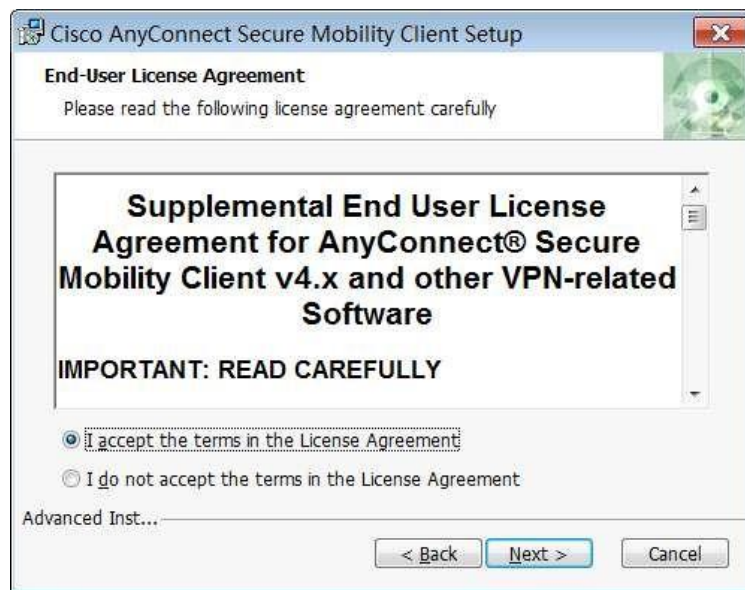 Cisco AnyConnect Secure Mobility Client Setup
End-User License Agreement
Please read the following license agreement carefully
Supplemental End User License
Agreement for AnyConnect® Secure
Mobility Client v4.x and other VPN-related
Software
IMPORTANT: READ CAREFULLY
I accept the terms in the License Agreement
I do not accept the terms in the License Agreement
Advanced Inst...
< Back Next > Cancel